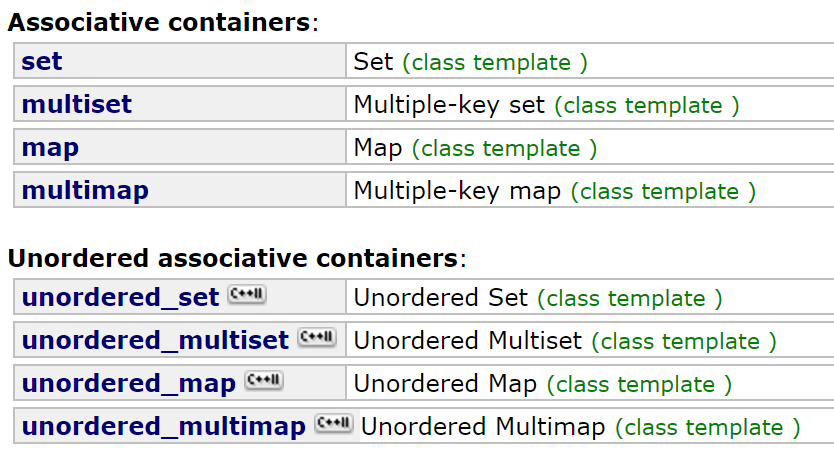 Associative containers:
set Set (class template )
multiset Multiple-key set (class template )
map Map (class template )
multimap Multiple-key map (class template )
Unordered associative containers:
unordered_set C++11 Unordered Set (class template )
unordered_multiset C++11 Unordered Multiset (class template )
unordered_map C++11 Unordered Map (class template )
unordered_multimap C++11 Unordered Multimap (class template )